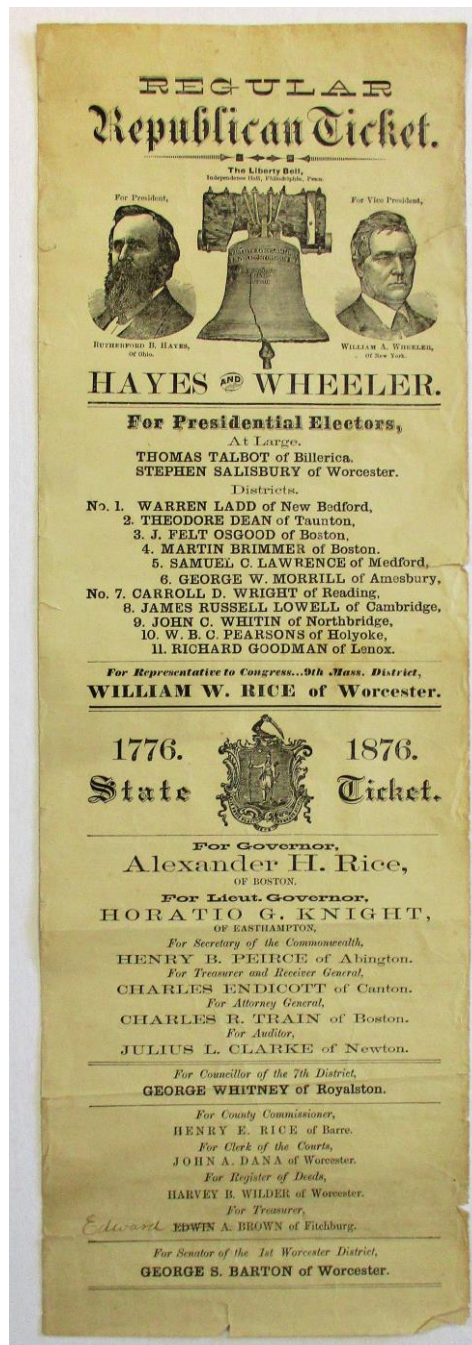 REGULAR
Republican Ticket.
The Liberty Bell,
Independence Hall, Philadelphia, Penn.
For President,
For Vice President,
RUTHERFORD B. HAYES,
Of Ohio.
WILLIAM A. WHEELER,
Of New York.
HAYES AND WHEELER.
For Presidential Electors,
At Large.
THOMAS TALBOT of Billerica.
STEPHEN SALISBURY of Worcester.
Districts.
No. 1. WARREN LADD of New Bedford,
2. THEODORE DEAN of Taunton,
3. J. FELT OSGOOD of Boston,
4. MARTIN BRIMMER of Boston.
5. SAMUEL C. LAWRENCE of Medford,
6. GEORGE W. MORRILL of Amesbury,
No. 7. CARROLL D. WRIGHT of Reading,
8. JAMES RUSSELL LOWELL of Cambridge,
9. JOHN C. WHITIN of Northbridge,
10. W. B. C. PEARSONS of Holyoke,
11. RICHARD GOODMAN of Lenox.
For Representative to Congress...9th Mass. District,
WILLIAM W. RICE of Worcester.
1776. 1876.
State Ticket.
For Governor,
Alexander H. Rice,
OF BOSTON.
For Lieut. Governor,
HORATIO G. KNIGHT,
OF EASTHAMPTON,
For Secretary of the Commonwealth,
HENRY B. PEIRCE of Abington.
For Treasurer and Receiver General,
CHARLES ENDICOTT of Canton.
For Attorney General,
CHARLES R. TRAIN of Boston.
For Auditor,
JULIUS L. CLARKE of Newton.
For Councillor of the 7th District,
GEORGE WHITNEY of Royalston.
For County Commissioner,
HENRY E. RICE of Barre.
For Clerk of the Courts,
JOHN A. DANA of Worcester.
For Register of Deeds,
HARVEY B. WILDER of Worcester.
For Treasurer,
Edward EDWIN A. BROWN of Fitchburg.
For Senator of the 1st Worcester District,
GEORGE S. BARTON of Worcester.